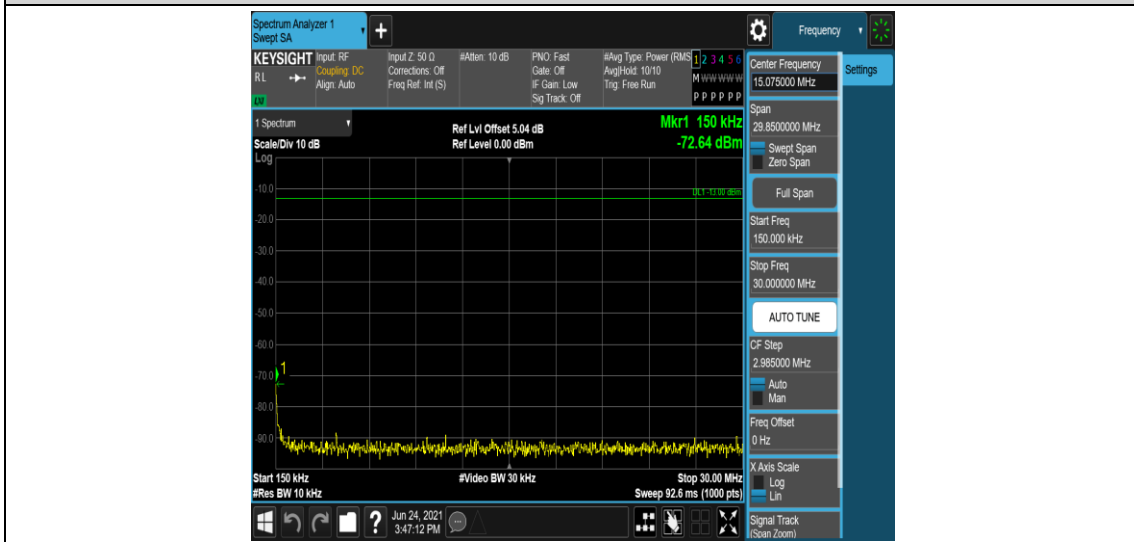 Spectrum Analyzer 1
Swept SA
+
Frequency
KEYSIGHT
RL
Input: RF
Coupling: DC
Align: Auto
Input Z: 50 Ω
Corrections: Off
Freq Ref: Int (S)
#Atten: 10 dB
PNO: Fast
Gate: Off
IF Gain: Low
Sig Track: Off
#Avg Type: Power (RMS
Avg|Hold: 10/10
Trig: Free Run
1 2 3 4 5 6
M W W W W W
P P P P P P
1 Spectrum
Scale/Div 10 dB
Log
Ref Lvl Offset 5.04 dB
Ref Level 0.00 dBm
Mkr1 150 kHz
-72.64 dBm
DL1 -13.00 dBm
-10.0
-20.0
-30.0
-40.0
-50.0
-60.0
-70.0
-80.0
-90.0
1
Start 150 kHz
#Res BW 10 kHz
#Video BW 30 kHz
Stop 30.00 MHz
Sweep 92.6 ms (1000 pts)
?
Jun 24, 2021
3:47:12 PM
Center Frequency
15.075000 MHz
Settings
Span
29.8500000 MHz
Swept Span
Zero Span
Full Span
Start Freq
150.000 kHz
Stop Freq
30.000000 MHz
AUTO TUNE
CF Step
2.985000 MHz
Auto
Man
Freq Offset
0 Hz
X Axis Scale
Log
Lin
Signal Track
(Span Zoom)